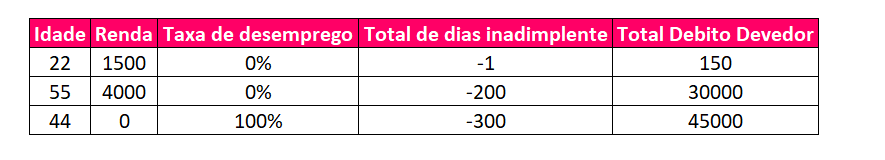 Idade Renda Taxa de desemprego Total de dias inadimplente Total Debito Devedor
22 1500 0% -1 150
55 4000 0% -200 30000
44 0 100% -300 45000